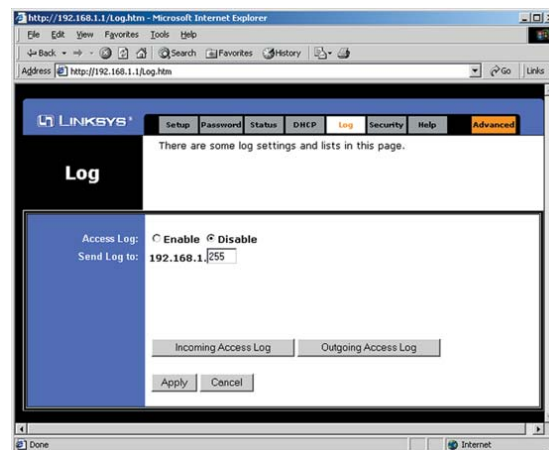 http://192.168.1.1/Log.htm - Microsoft Internet Explorer
File Edit View Favorites Tools Help
Back Search Favorites History
Address http://192.168.1.1/Log.htm Go Links
LINKSYS® Setup Password Status DHCP Log Security Help Advanced
There are some log settings and lists in this page.
Log
Access Log: Enable Disable
Send Log to: 192.168.1.255
Incoming Access Log Outgoing Access Log
Apply Cancel
Done Internet